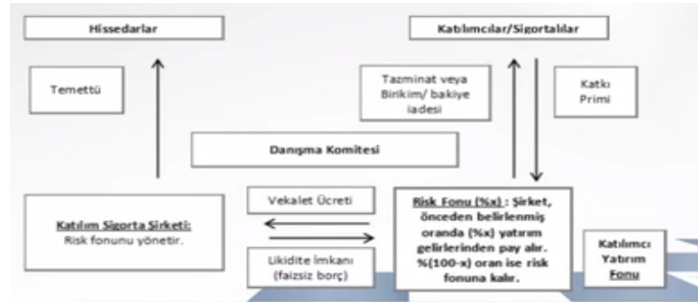 Hissedarlar
Katılımcılar/Sigortalılar
Temettü
Tazminat veya
Birikim/ bakiye
iadesi
Katkı
Primi
Danışma Komitesi
Katılım Sigorta Şirketi:
Risk fonunu yönetir.
Vekalet Ücreti
Likidite İmkanı
(faizsiz borç)
Risk Fonu (%x) : Şirket,
önceden belirlenmiş
oranda (%x) yatırım
gelirlerinden pay alır.
%(100-x) oran ise risk
fonuna kalır.
Katılımcı
Yatırım
Fonu